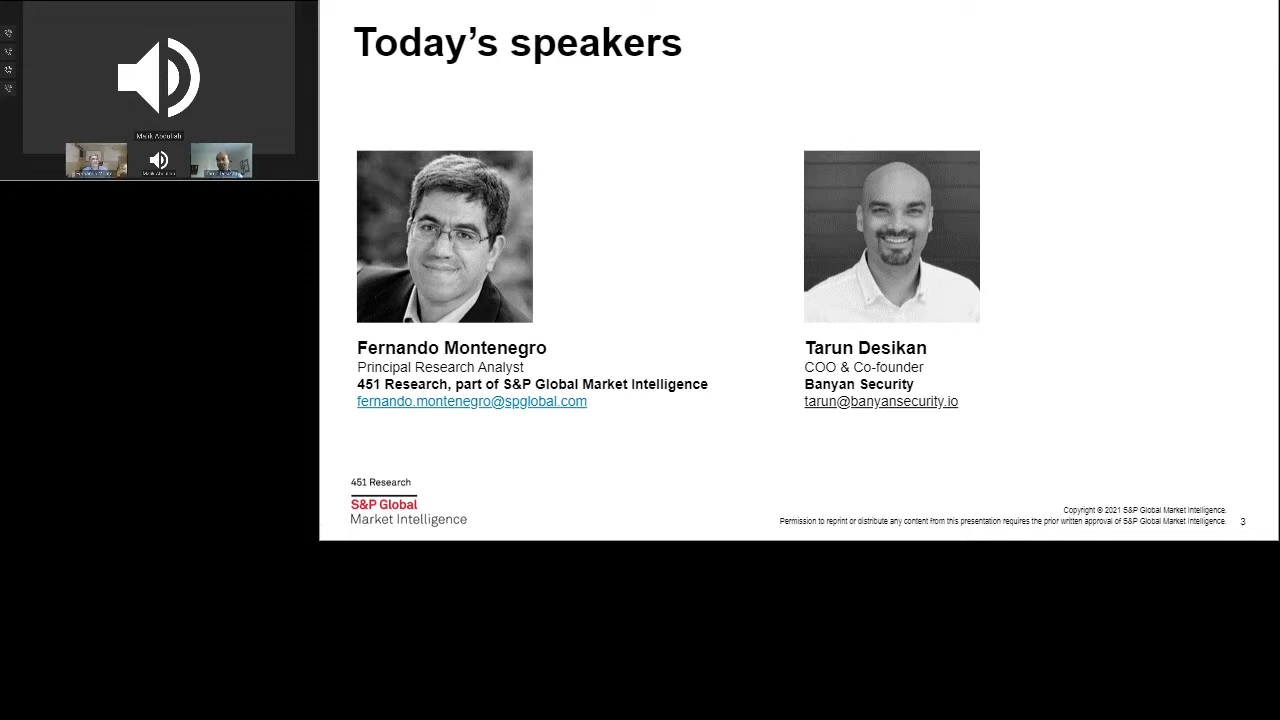 Malik Abdullah
Today's speakers
Fernando Montenegro
Principal Research Analyst
451 Research, part of S&P Global Market Intelligence
fernando.montenegro@spglobal.com
Tarun Desikan
COO & Co-founder
Banyan Security
tarun@banyansecurity.io
451 Research
S&P Global
Market Intelligence
Copyright © 2021 S&P Global Market Intelligence.
Permission to reprint or distribute any content from this presentation requires the prior written approval of S&P Global Market Intelligence.
3